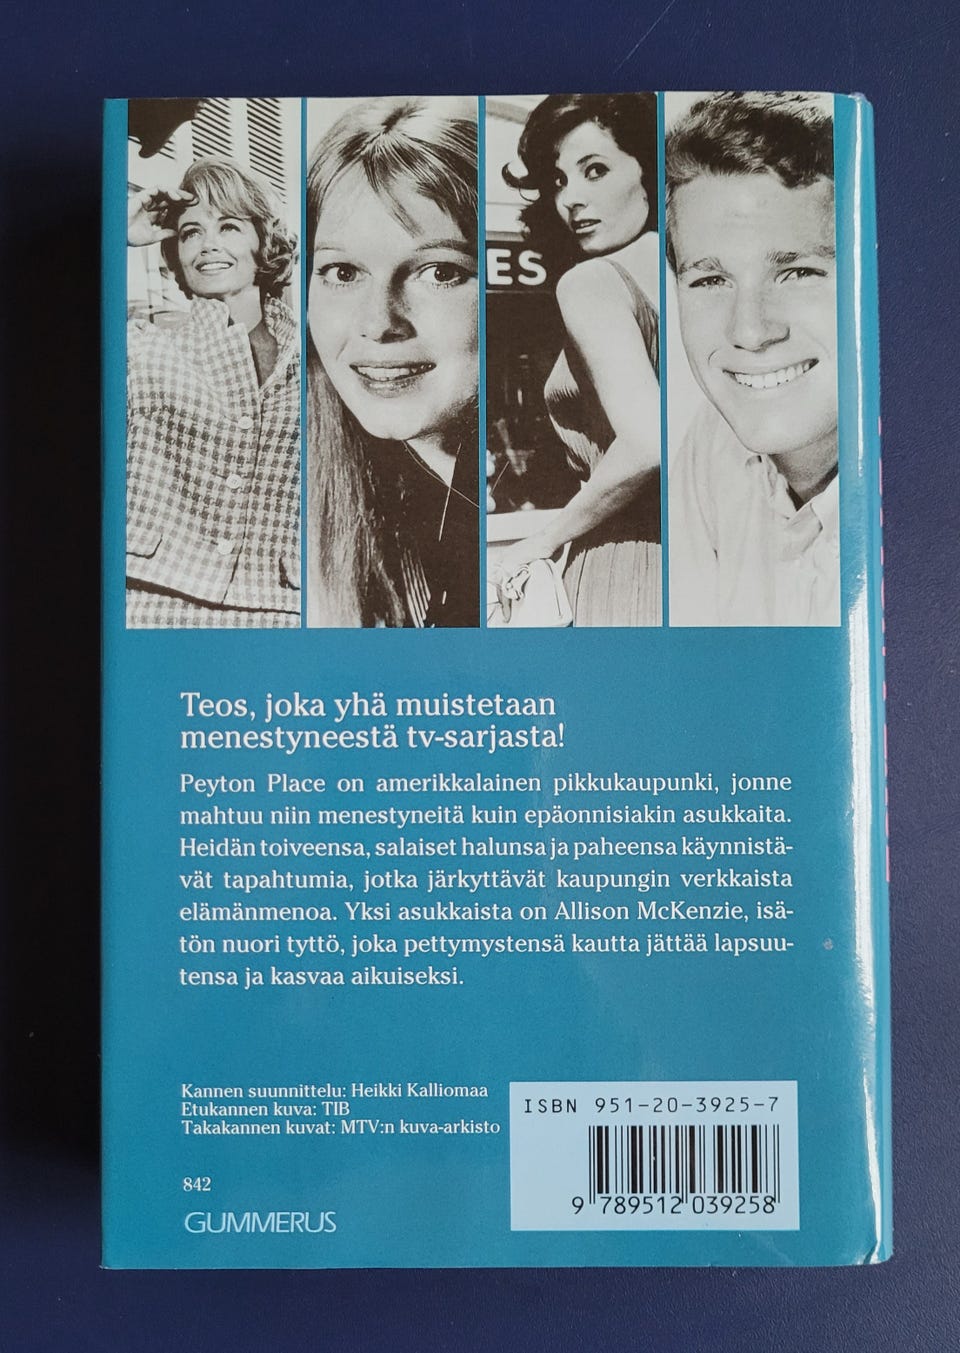 ES
Teos, joka yhä muistetaan
menestyneestä tv-sarjasta!
Peyton Place on amerikkalainen pikkukaupunki, jonne
mahtuu niin menestyneitä kuin epäonnisiakin asukkaita.
Heidän toiveensa, salaiset halunsa ja paheensa käynnistä-
vät tapahtumia, jotka järkyttävät kaupungin verkkaista
elämänmenoa. Yksi asukkaista on Allison McKenzie, isä-
tön nuori tyttö, joka pettymystensä kautta jättää lapsuu-
tensa ja kasvaa aikuiseksi.
Kannen suunnittelu: Heikki Kalliomaa
Etukannen kuva: TIB
Takakannen kuvat: MTV:n kuva-arkisto
842
GUMMERUS
ISBN 951-20-3925-7
9 789512 039258